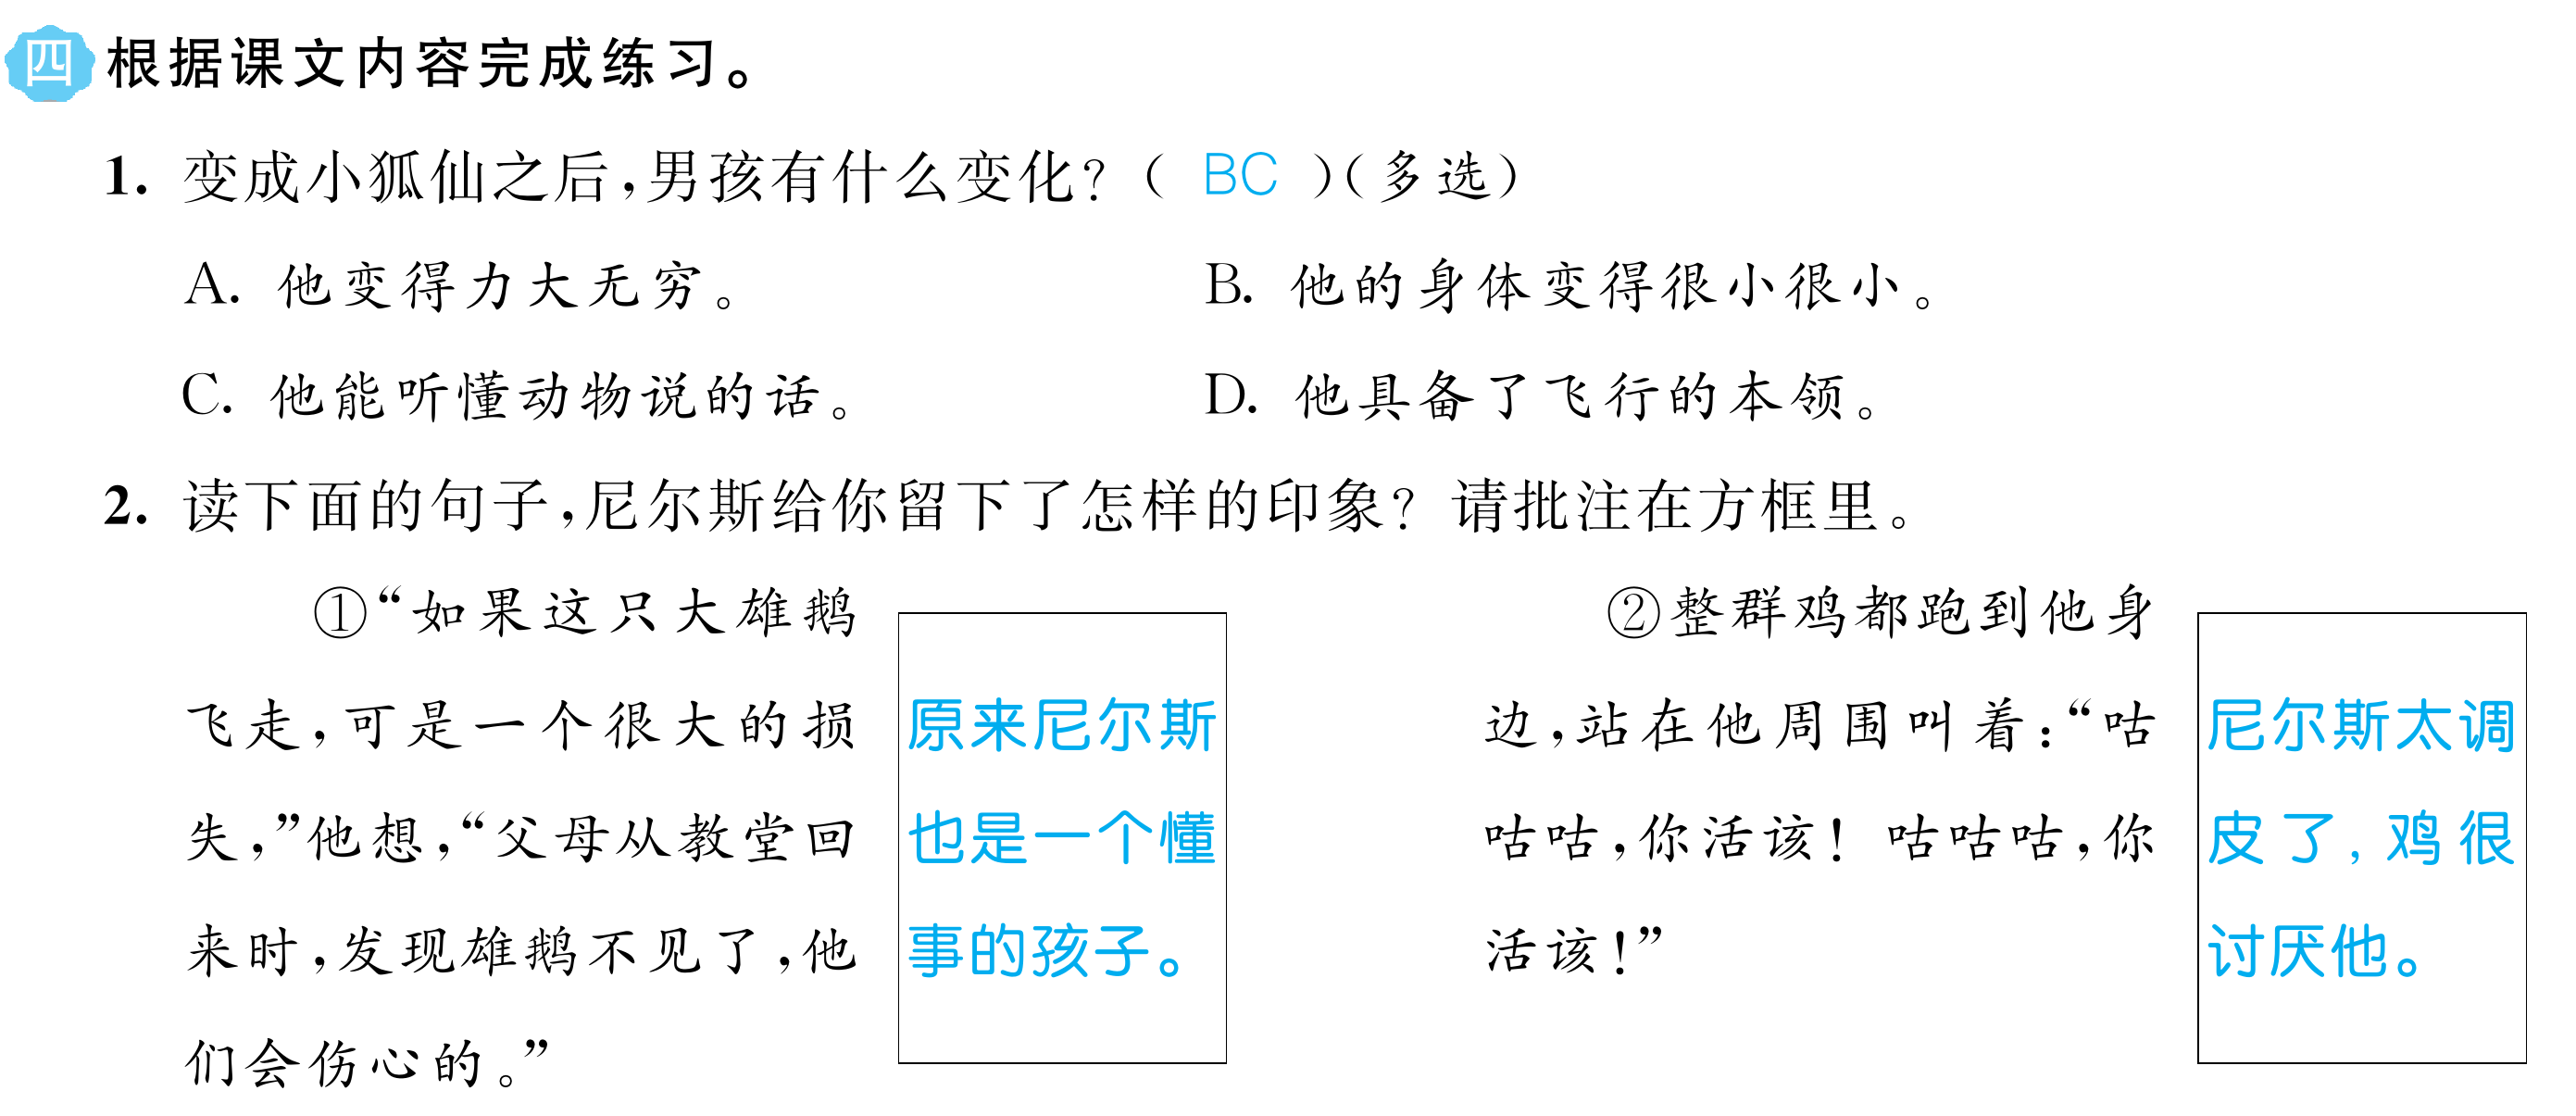 四 根据课文内容完成练习。
1. 变成小狐仙之后,男孩有什么变化?( BC )(多选)
A. 他变得力大无穷。 B. 他的身体变得很小很小。
C. 他能听懂动物说的话。 D. 他具备了飞行的本领。
2. 读下面的句子,尼尔斯给你留下了怎样的印象? 请批注在方框里。
①“如果这只大雄鹅
飞走,可是一个很大的损
失,”他想,“父母从教堂回
来时,发现雄鹅不见了,他
们会伤心的。”
原来尼尔斯
也是一个懂
事的孩子。
②整群鸡都跑到他身
边,站在他周围叫着:“咕
咕咕,你活该! 咕咕咕,你
活该!”
尼尔斯太调
皮了,鸡很
讨厌他。